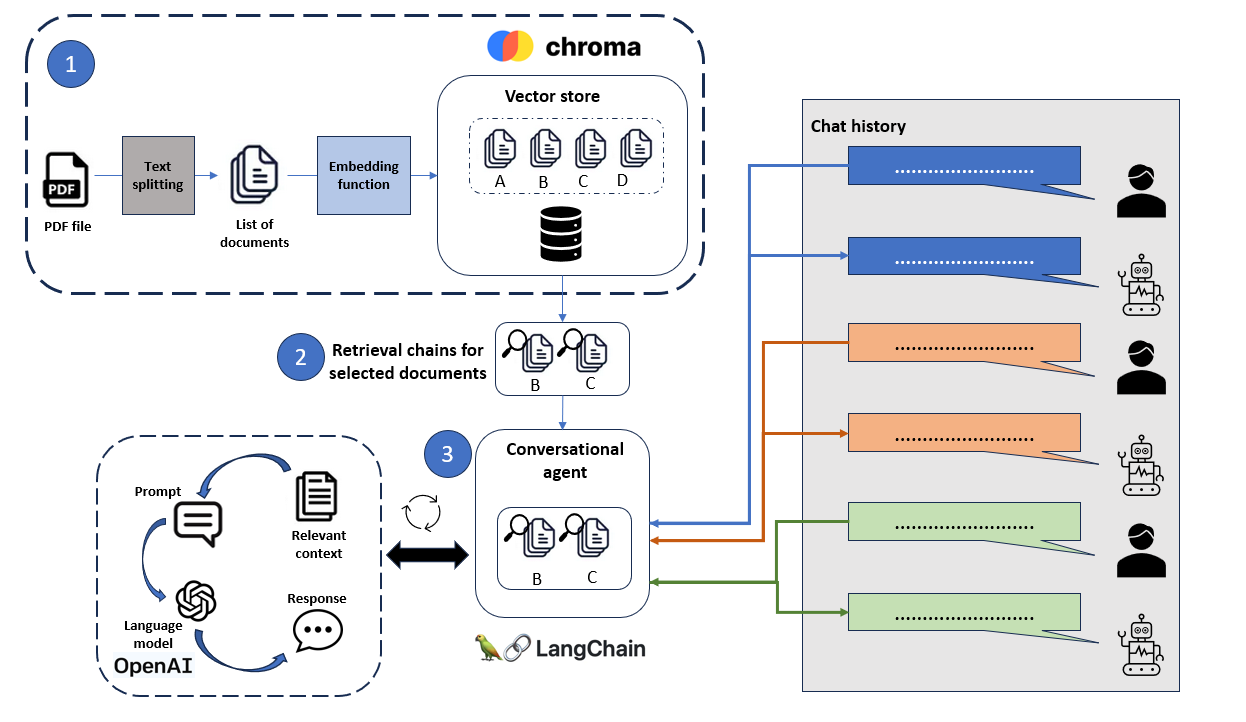 1
chroma
Vector store
A B C D
PDF
PDF file
Text
splitting
List of
documents
Embedding
function
2
Retrieval chains for
selected documents
B C
3
Conversational
agent
B C
LangChain
Prompt
Relevant
context
Language
model
OpenAI
Response
Chat history
..........................
..........................
..........................
..........................
..........................
..........................